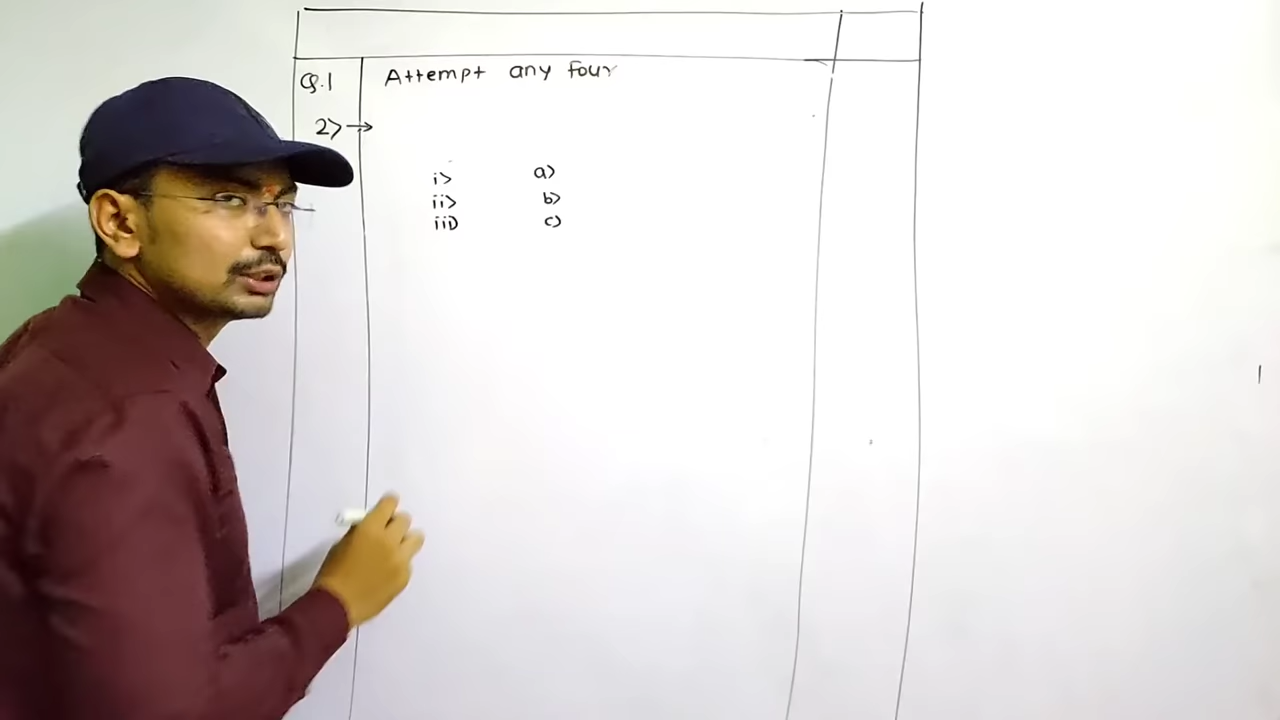 Q.1 Attempt any four
2>→
i> a>
ii> b>
iii) c)